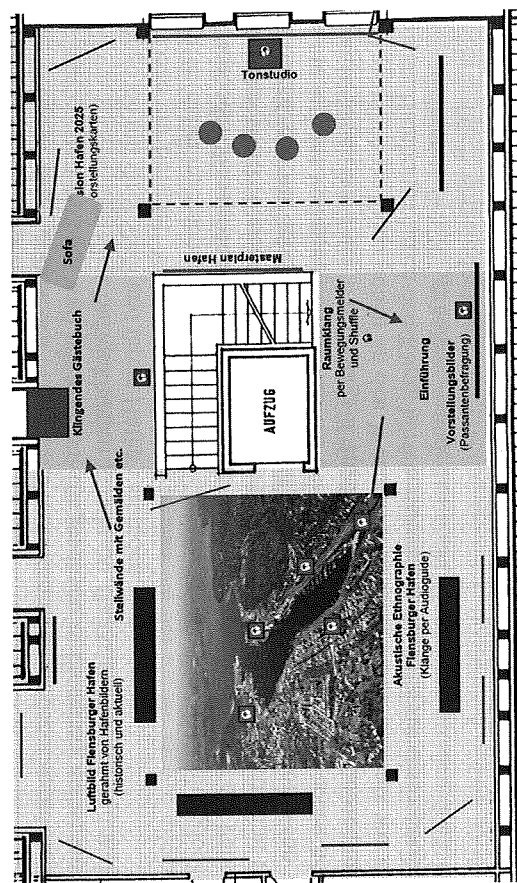 Tonstudio
sion Hafen 2025
orstellungskarten)
Sofa
Masterplan Hafen
Klingendes Gästebuch
AUFZUG
Raumklang
per Bewegungsmelder
und Shuffle
Einführung
Vorstellungsbilder
(Passantenbefragung)
Stellwände mit Gemälden etc.
Luftbild Flensburger Hafen
gerahmt von Hafenbildern
(historisch und aktuell)
Akustische Ethnographie
Flensburger Hafen
(Klänge per Audioguide)